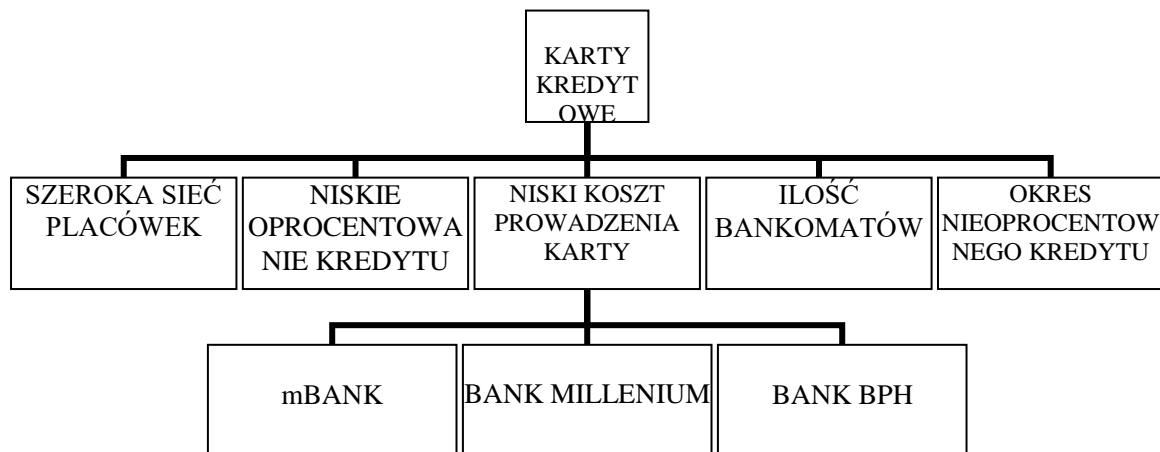 KARTY
KREDYT
OWE
SZEROKA SIEĆ
PLACÓWEK
NISKIE
OPROCENTOWA
NIE KREDYTU
NISKI KOSZT
PROWADZENIA
KARTY
ILOŚĆ
BANKOMATÓW
OKRES
NIEOPROCENTOW
NEGO KREDYTU
mBANK
BANK MILLENIUM
BANK BPH